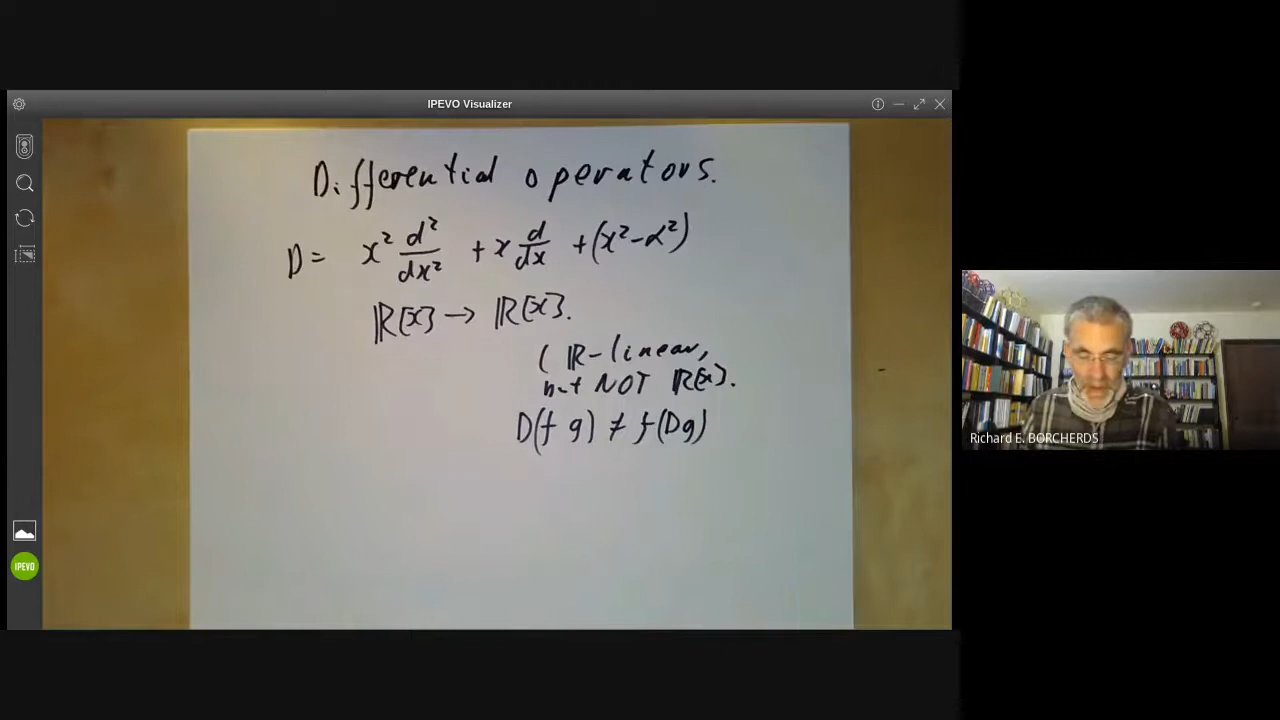 IPEVO Visualizer
Differential operators.
D = x² d²/dx² + x d/dx + (x² - α²)
ℝ[x] → ℝ[x].
( ℝ-linear,
but NOT ℝ[x].
D(f g) ≠ f(Dg)
Richard E. BORCHERDS
IPEVO